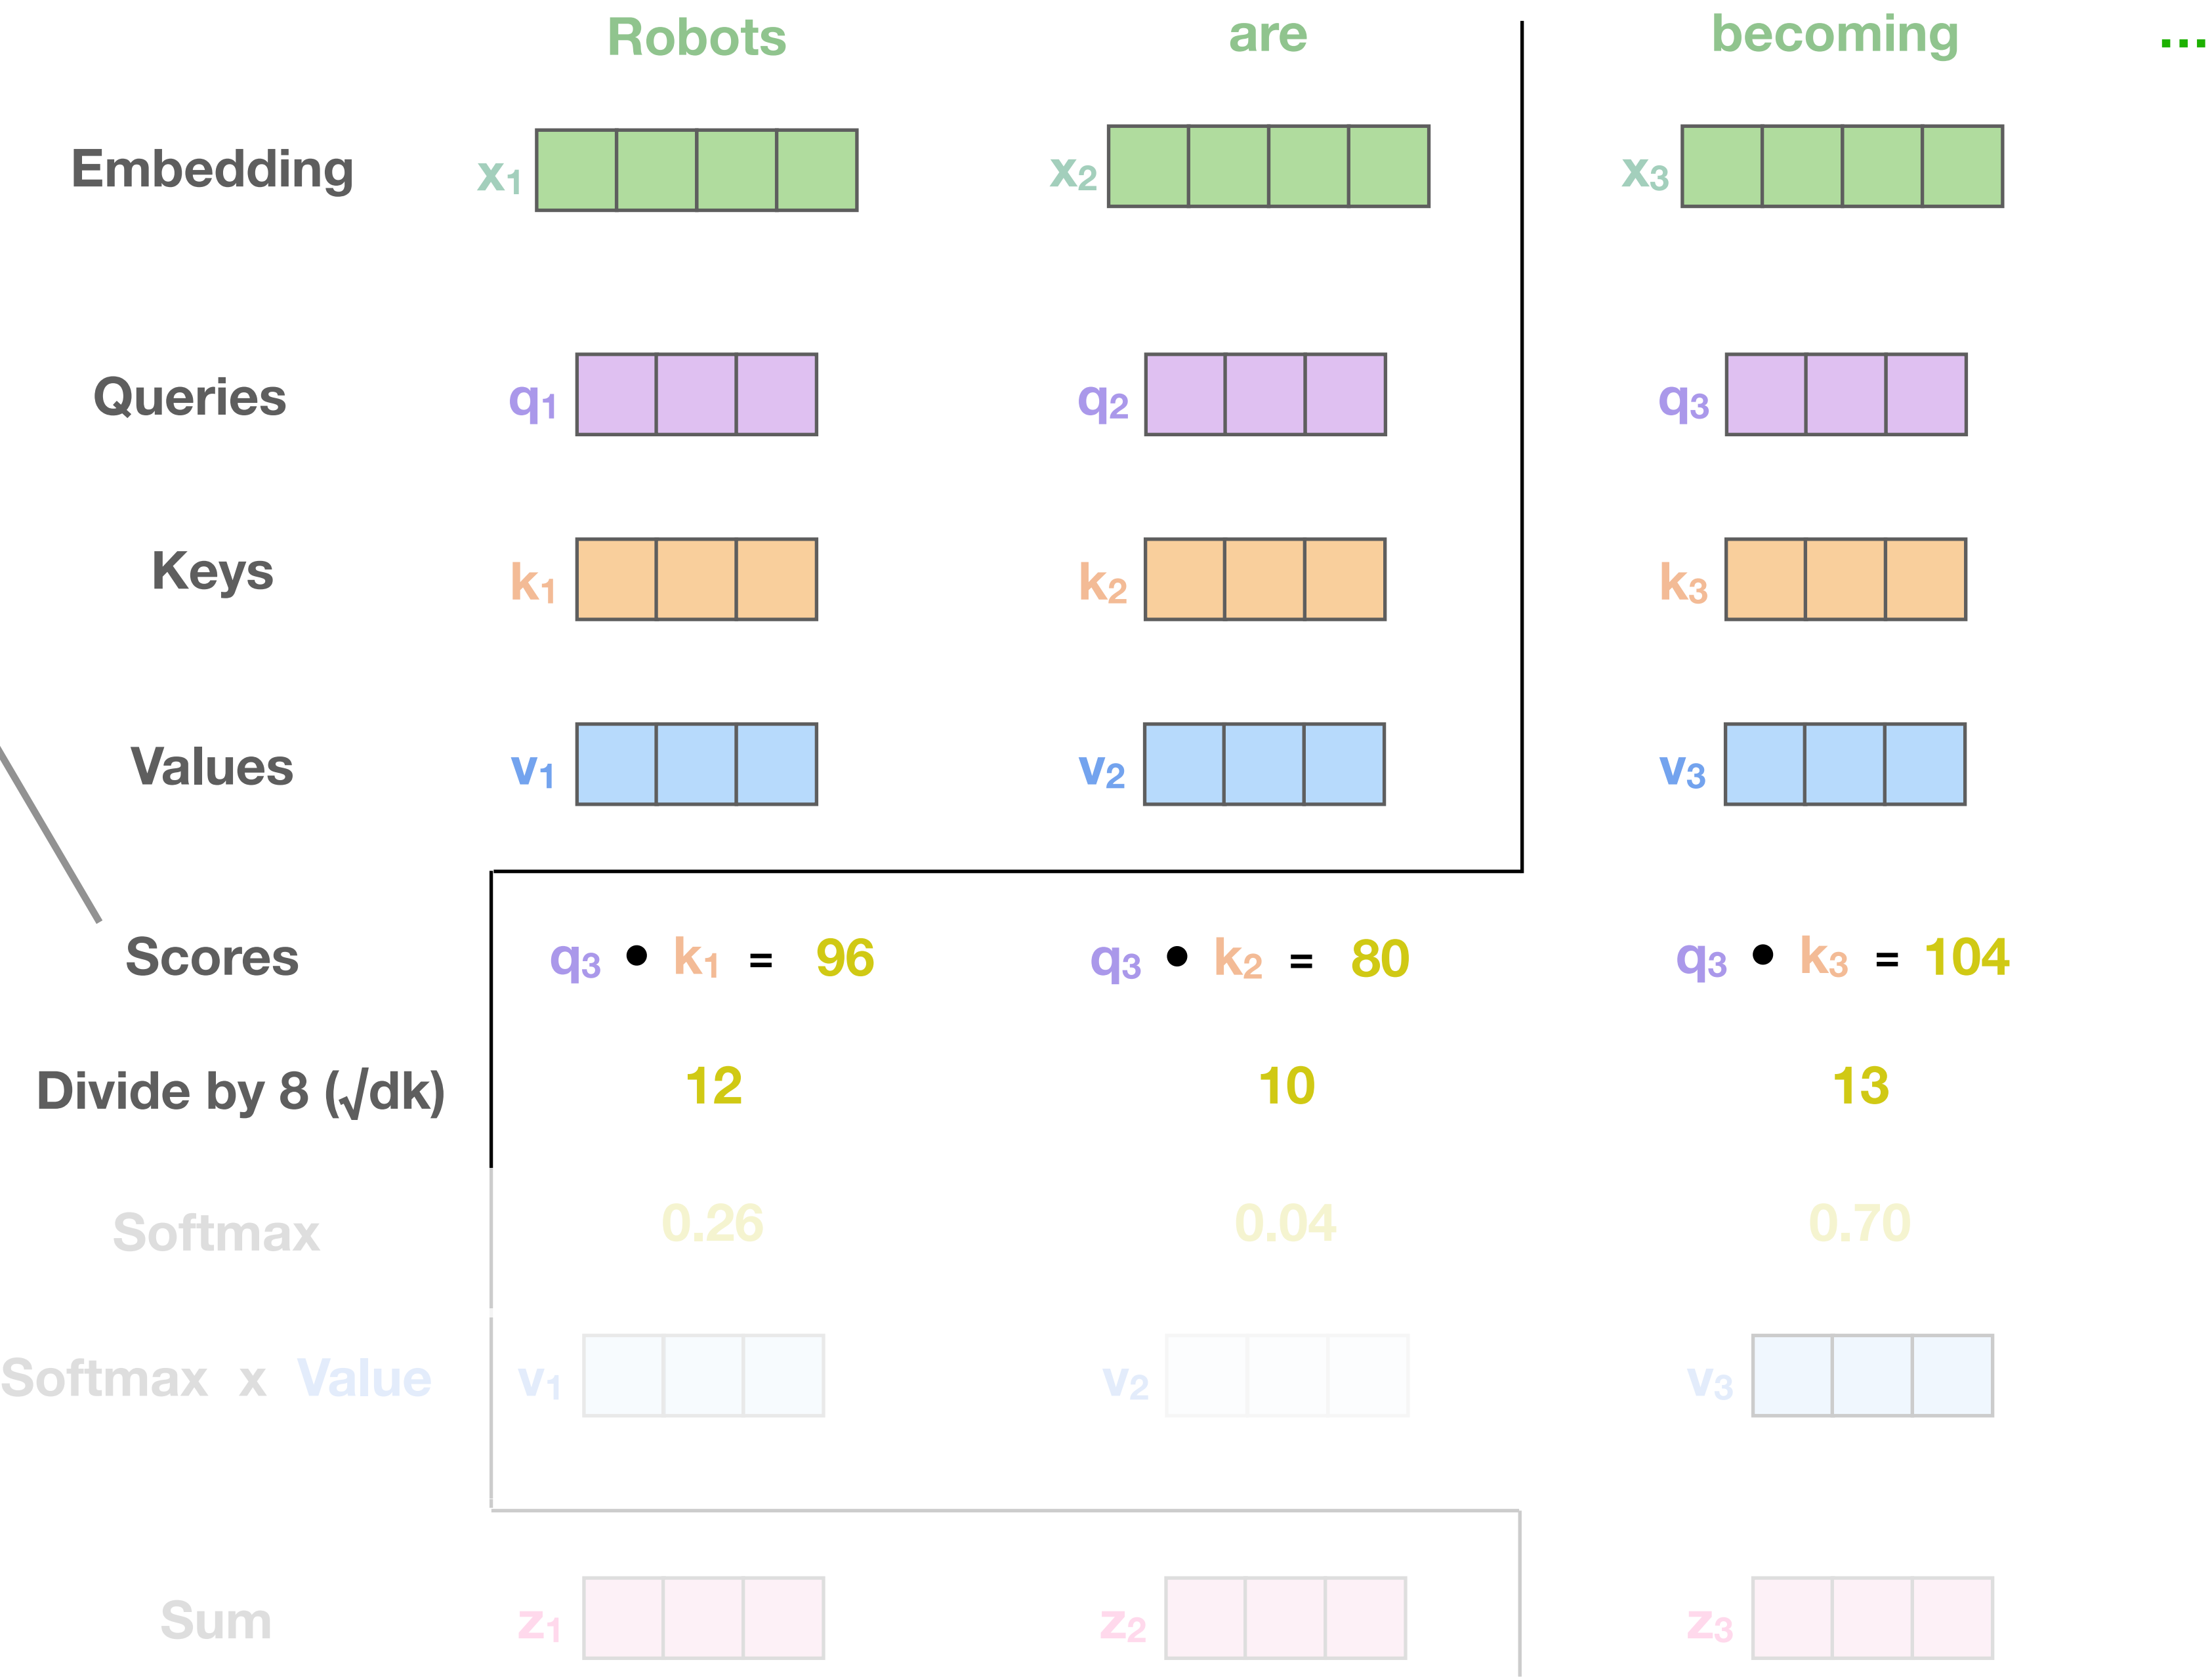 Robots are becoming ...
Embedding x1 x2 x3
Queries q1 q2 q3
Keys k1 k2 k3
Values v1 v2 v3
Scores q3 • k1 = 96 q3 • k2 = 80 q3 • k3 = 104
Divide by 8 (√dk) 12 10 13
Softmax 0.26 0.04 0.70
Softmax x Value v1 v2 v3
Sum z1 z2 z3